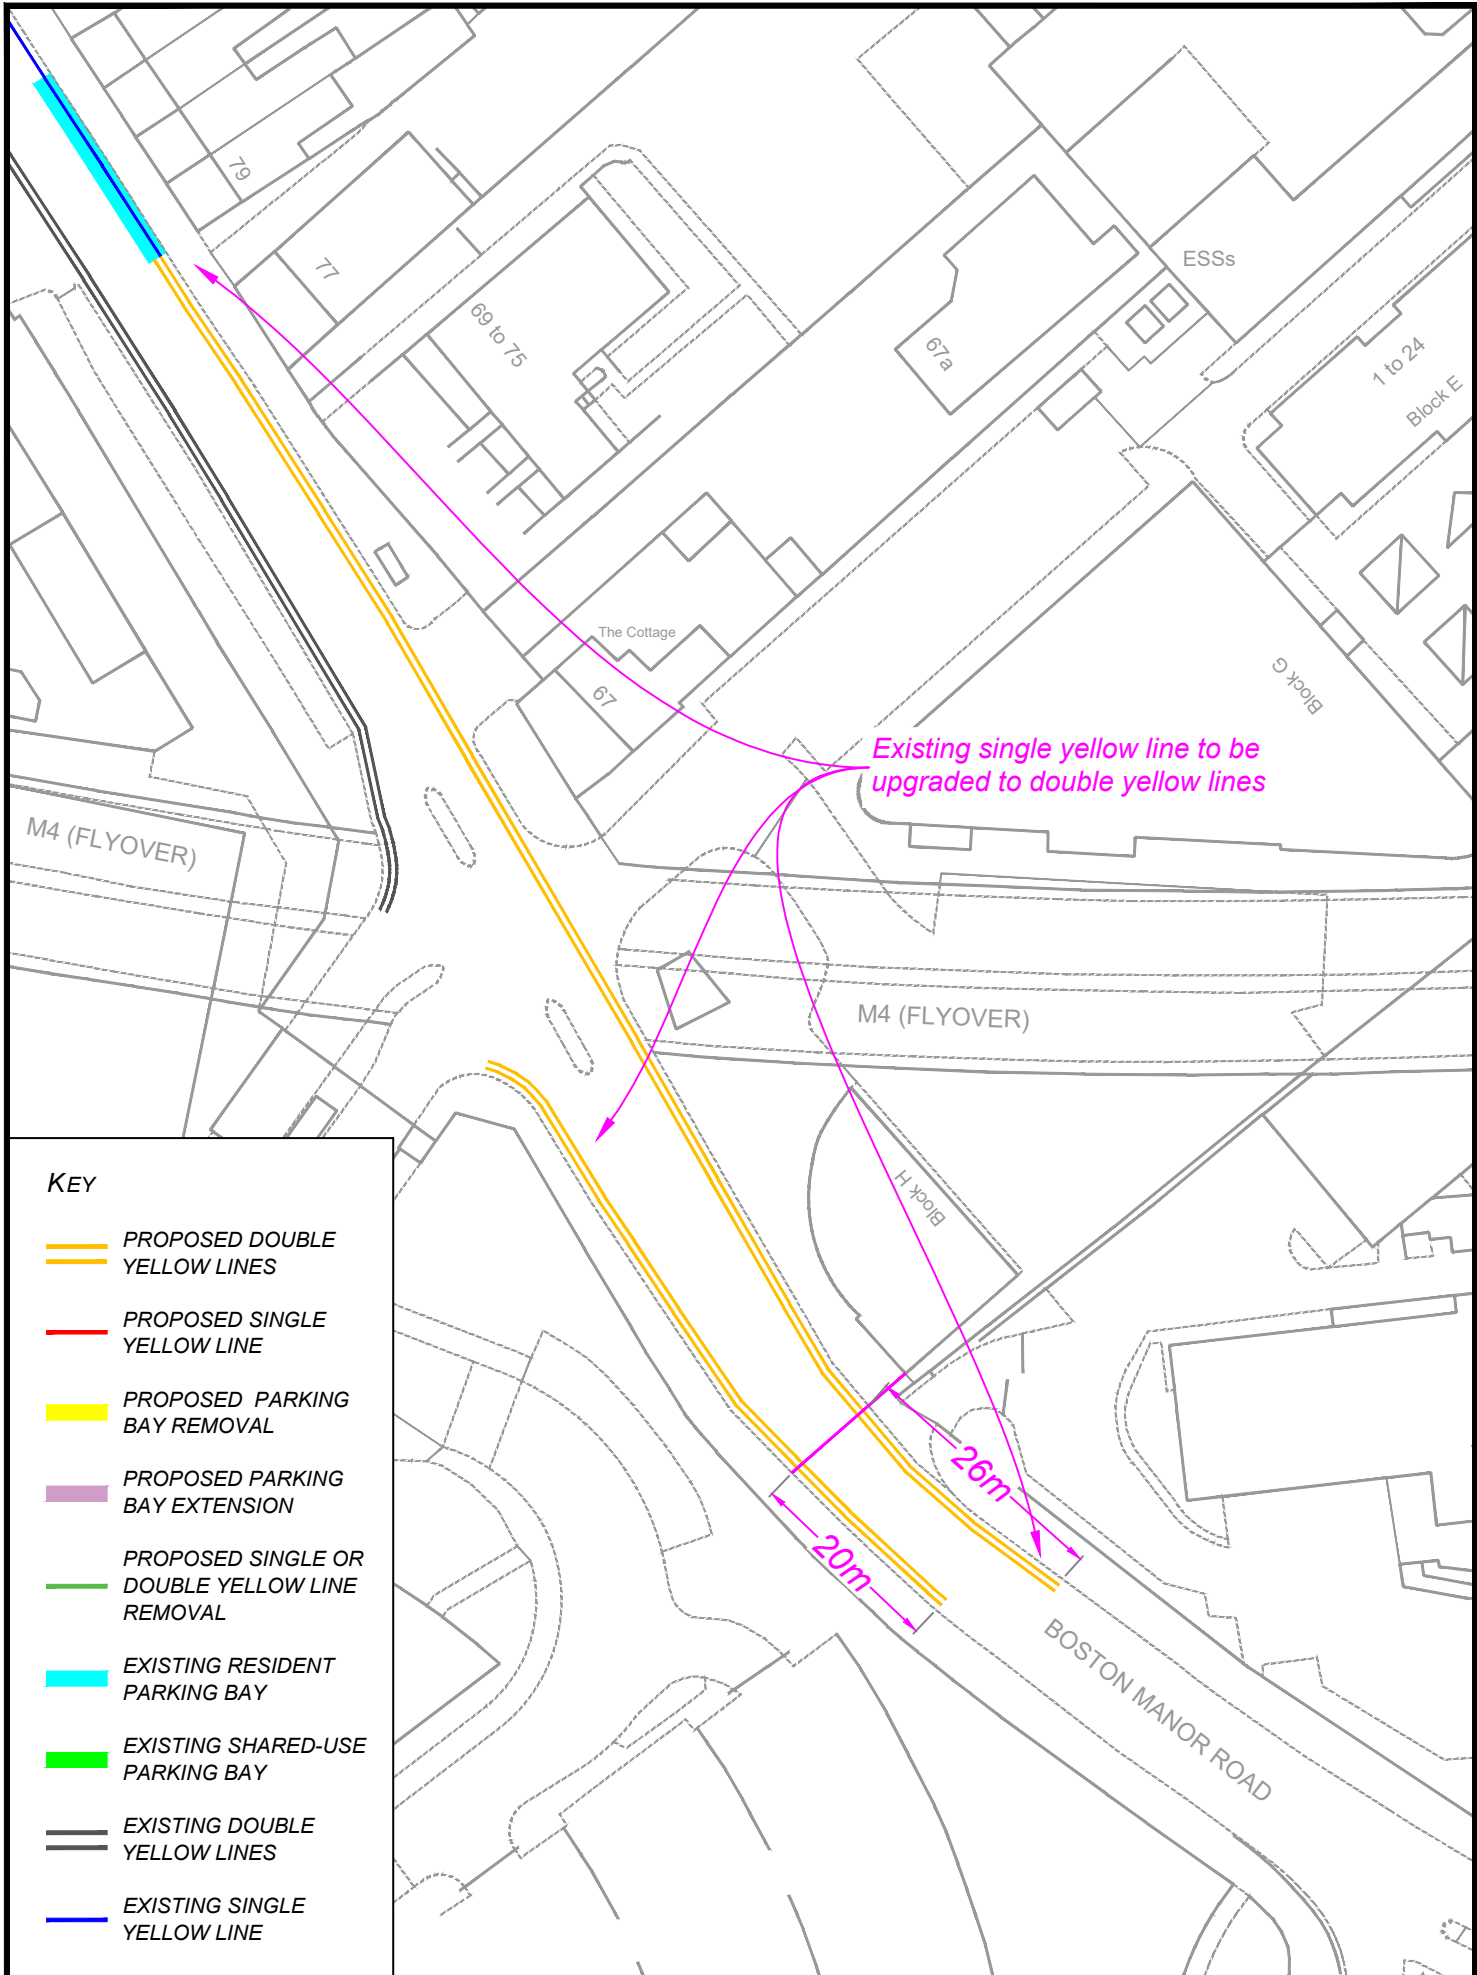 79
77
69 to 75
67a
ESSs
1 to 24
Block E
The Cottage
67
Block G
Existing single yellow line to be
upgraded to double yellow lines
M4 (FLYOVER)
M4 (FLYOVER)
Block H
26m
20m
BOSTON MANOR ROAD
KEY
PROPOSED DOUBLE
YELLOW LINES
PROPOSED SINGLE
YELLOW LINE
PROPOSED PARKING
BAY REMOVAL
PROPOSED PARKING
BAY EXTENSION
PROPOSED SINGLE OR
DOUBLE YELLOW LINE
REMOVAL
EXISTING RESIDENT
PARKING BAY
EXISTING SHARED-USE
PARKING BAY
EXISTING DOUBLE
YELLOW LINES
EXISTING SINGLE
YELLOW LINE